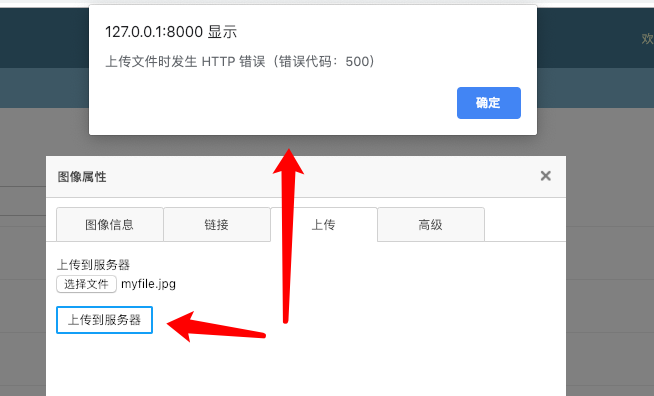 127.0.0.1:8000 显示
欢
上传文件时发生 HTTP 错误（错误代码：500）
确定
图像属性
图像信息 链接 上传 高级
上传到服务器
选择文件 myfile.jpg
上传到服务器